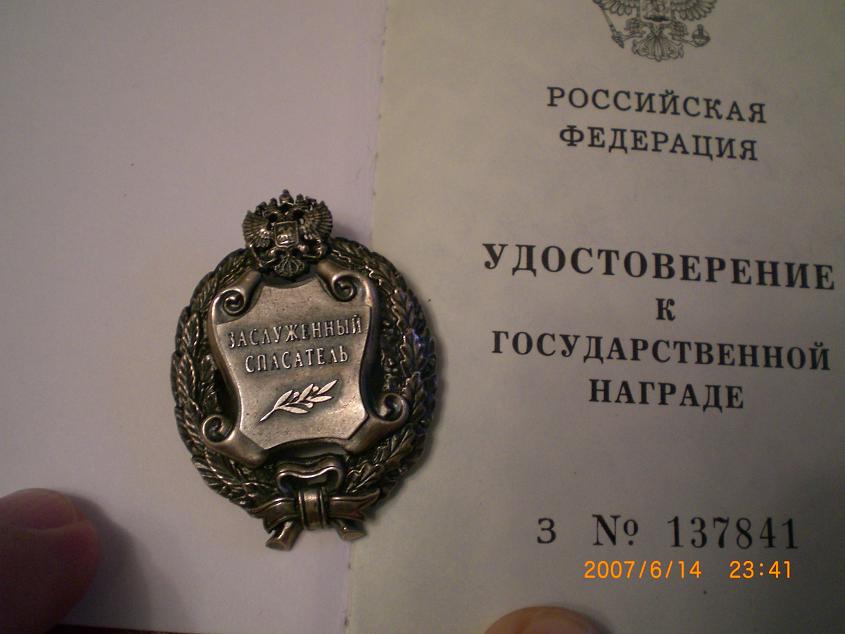 ЗАСЛУЖЕННЫЙ
СПАСАТЕЛЬ
РОССИЙСКАЯ
ФЕДЕРАЦИЯ
УДОСТОВЕРЕНИЕ
К
ГОСУДАРСТВЕННОЙ
НАГРАДЕ
З № 137841
2007/6/14 23:41